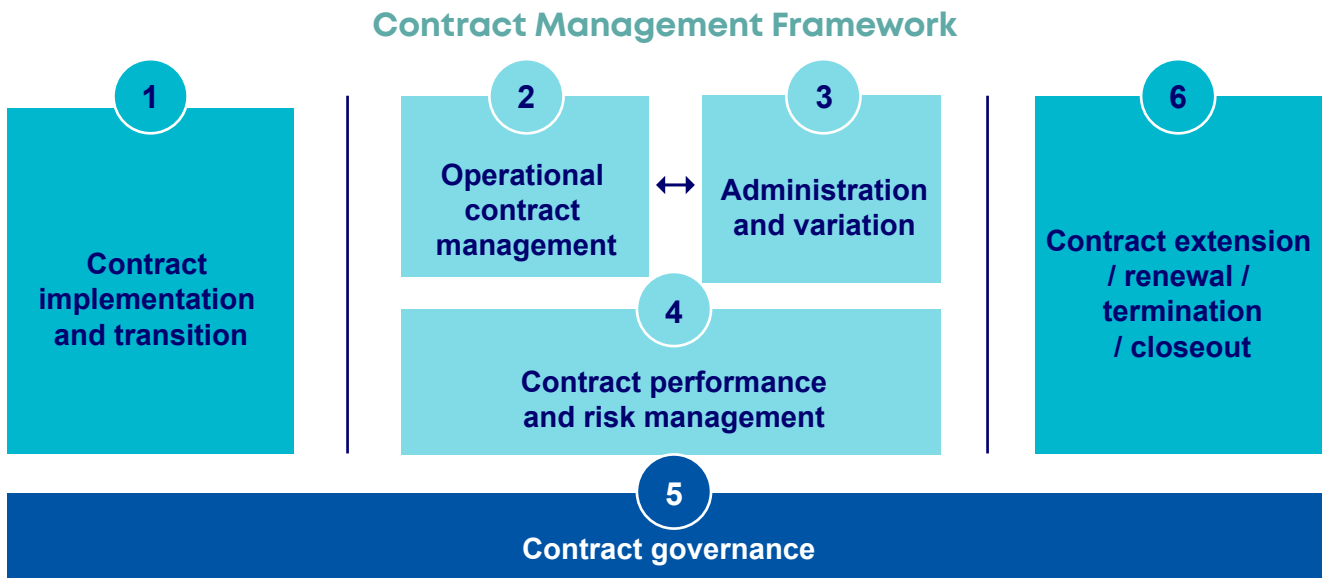 Contract Management Framework
1
Contract
implementation
and transition
2
Operational
contract
management
3
Administration
and variation
4
Contract performance
and risk management
5
Contract governance
6
Contract extension
/ renewal /
termination
/ closeout